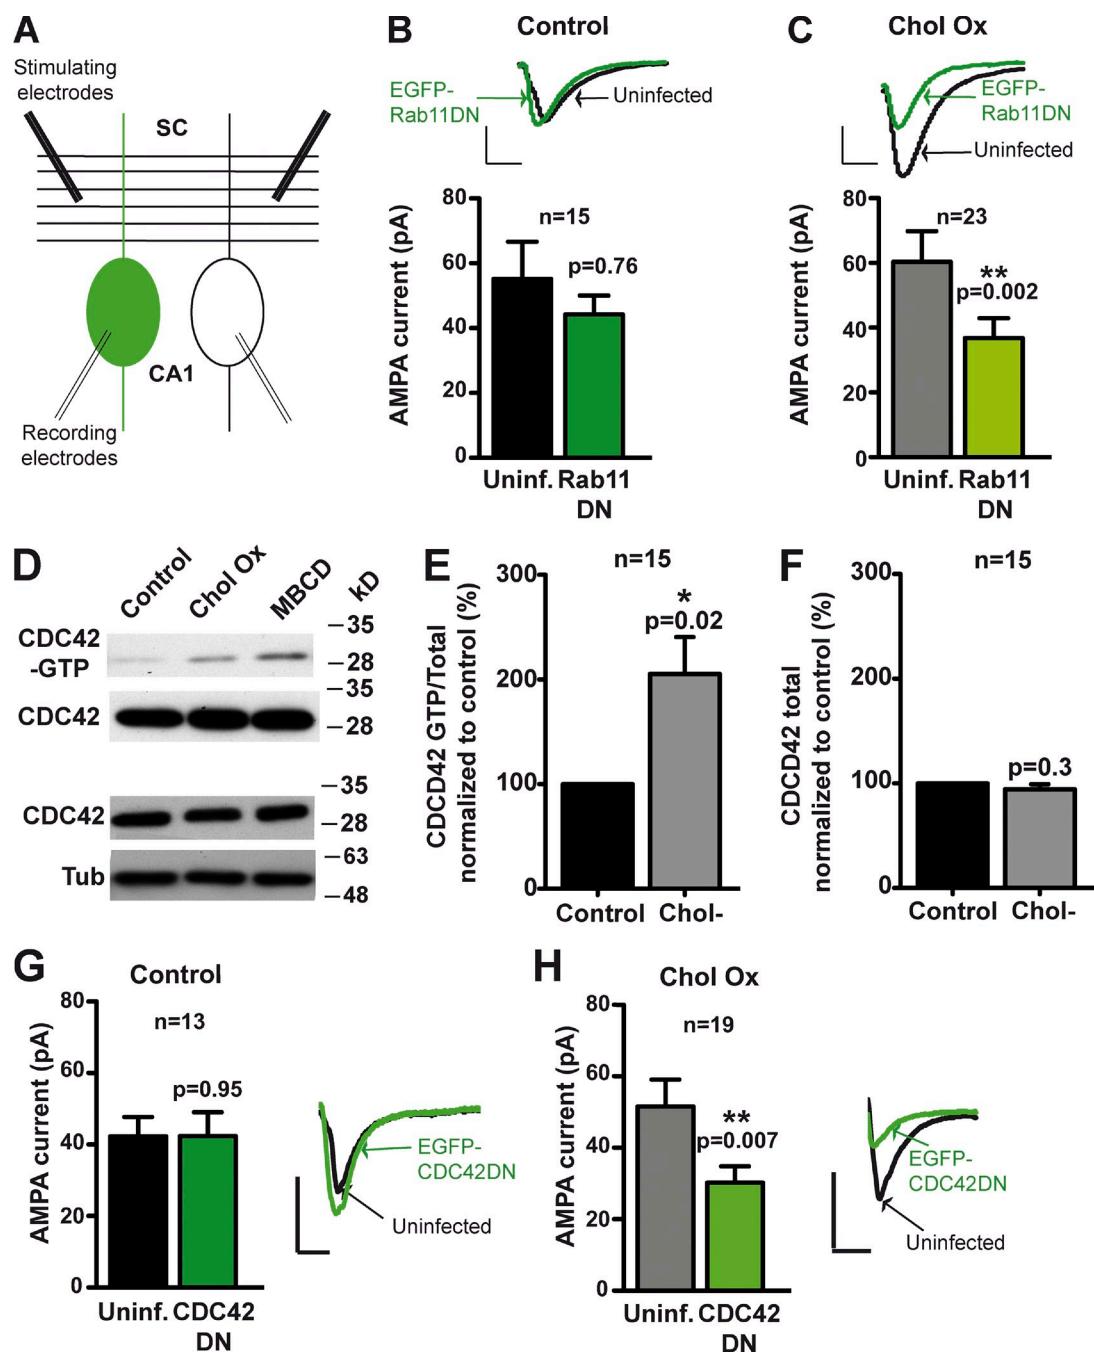 A
Stimulating
electrodes
SC
CA1
Recording
electrodes
B
Control
EGFP-
Rab11DN
Uninfected
AMPA current (pA)
80
60
40
20
0
n=15
p=0.76
Uninf. Rab11
DN
C
Chol Ox
EGFP-
Rab11DN
Uninfected
AMPA current (pA)
80
60
40
20
0
n=23
**
p=0.002
Uninf. Rab11
DN
D
Control
Chol Ox
MBCD
kD
CDC42
-GTP
35
28
CDC42
35
28
CDC42
35
28
Tub
63
48
E
n=15
CDCD42 GTP/Total
normalized to control (%)
300
200
100
0
*
p=0.02
Control Chol-
F
n=15
CDCD42 total
normalized to control (%)
300
200
100
0
p=0.3
Control Chol-
G
Control
AMPA current (pA)
80
60
40
20
0
n=13
p=0.95
Uninf. CDC42
DN
EGFP-
CDC42DN
Uninfected
H
Chol Ox
AMPA current (pA)
80
60
40
20
0
n=19
**
p=0.007
Uninf. CDC42
DN
EGFP-
CDC42DN
Uninfected